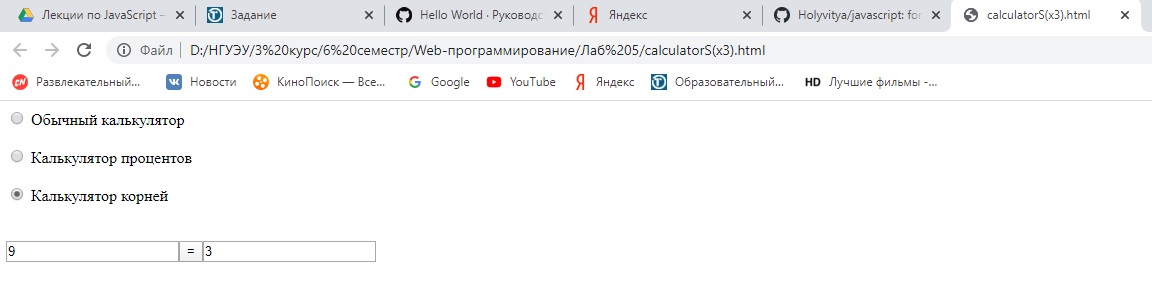 Лекции по JavaScript –
Задание
Hello World · Руководс
Яндекс
Holyvitya/javascript: for
calculatorS(x3).html
Файл | D:/НГУЭУ/3%20курс/6%20семестр/Web-программирование/Лаб%205/calculatorS(x3).html
Развлекательный...
Новости
КиноПоиск — Все...
Google
YouTube
Яндекс
Образовательный...
HD Лучшие фильмы -...
Обычный калькулятор
Калькулятор процентов
Калькулятор корней
9 = 3